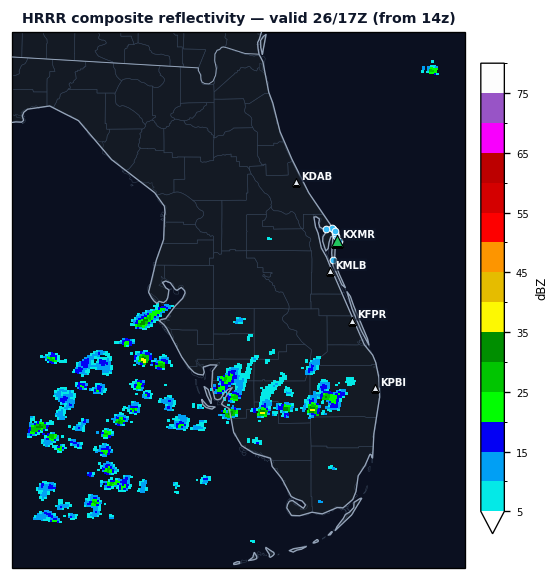 HRRR composite reflectivity — valid 26/17Z (from 14z)
KDAB
KXMR
KMLB
KFPR
KPBI
75
65
55
45
35
25
15
5
dBZ